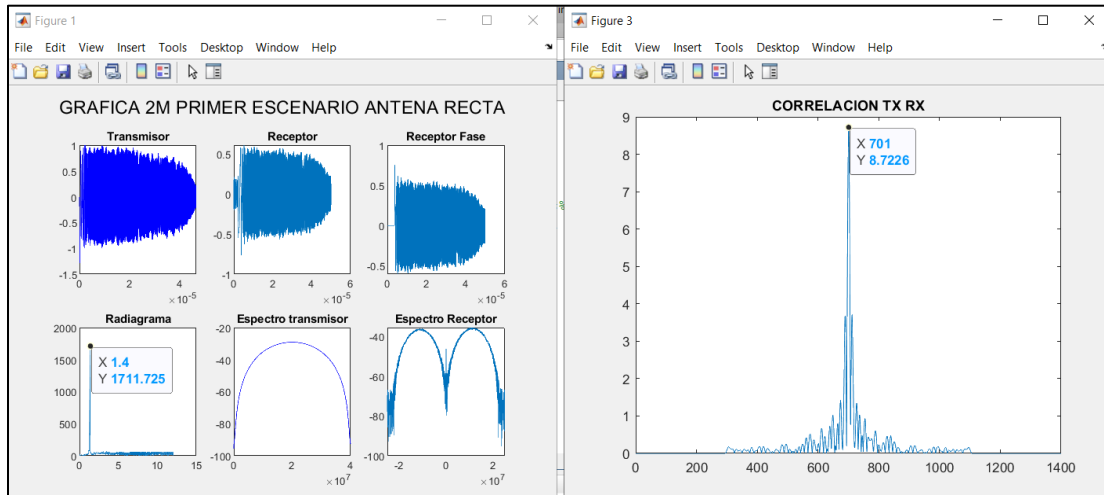 Figure 1
File Edit View Insert Tools Desktop Window Help
GRAFICA 2M PRIMER ESCENARIO ANTENA RECTA
Transmisor
1
0.5
0
-0.5
-1
-1.5
0 2 4
×10⁻⁵
Receptor
0.5
0
-0.5
-1
0 2 4 6
×10⁻⁵
Receptor Fase
1
0.5
0
-0.5
0 2 4 6
×10⁻⁵
Radiagrama
2000
1500
1000
500
0
0 5 10 15
X 1.4
Y 1711.725
Espectro transmisor
-20
-40
-60
-80
-100
0 2 4
×10⁷
Espectro Receptor
-40
-60
-80
-100
-2 0 2
×10⁷
Figure 3
File Edit View Insert Tools Desktop Window Help
CORRELACION TX RX
9
8
7
6
5
4
3
2
1
0
0 200 400 600 800 1000 1200 1400
X 701
Y 8.7226